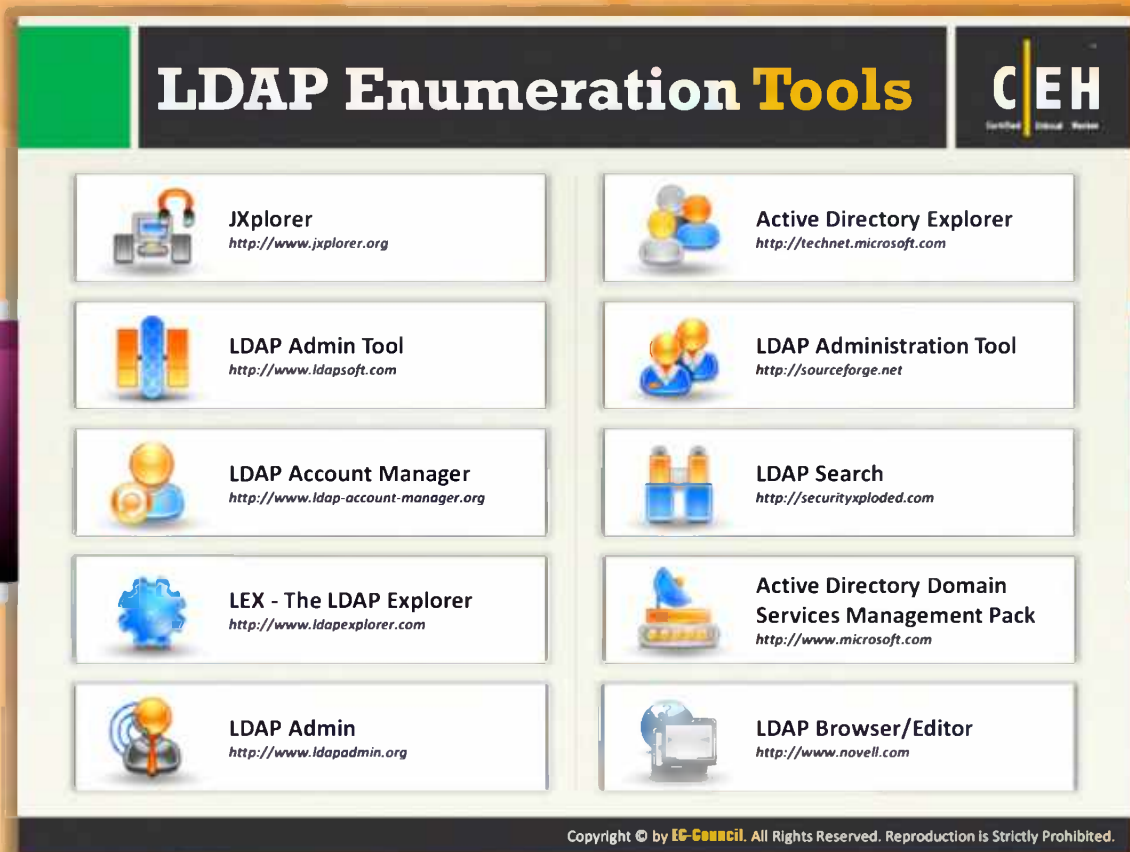 LDAP Enumeration Tools
CEH
Certified Ethical Hacker
JXplorer
http://www.jxplorer.org
Active Directory Explorer
http://technet.microsoft.com
LDAP Admin Tool
http://www.ldapsoft.com
LDAP Administration Tool
http://sourceforge.net
LDAP Account Manager
http://www.ldap-account-manager.org
LDAP Search
http://securityxploded.com
LEX - The LDAP Explorer
http://www.ldapexplorer.com
Active Directory Domain
Services Management Pack
http://www.microsoft.com
LDAP Admin
http://www.ldapadmin.org
LDAP Browser/Editor
http://www.novell.com
Copyright © by EC-Council. All Rights Reserved. Reproduction is Strictly Prohibited.